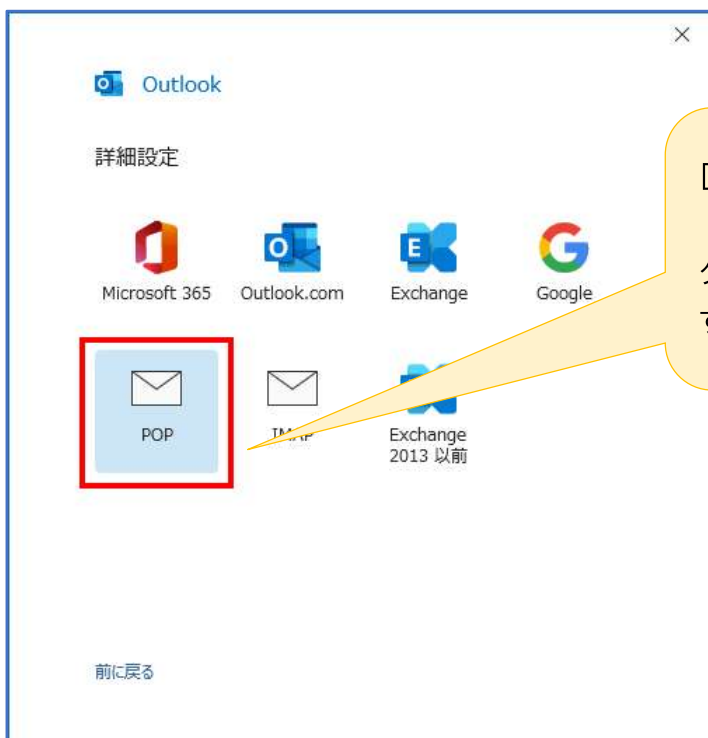 Outlook
詳細設定
Microsoft 365 Outlook.com Exchange Google
POP IMAP Exchange
2013 以前
前に戻る